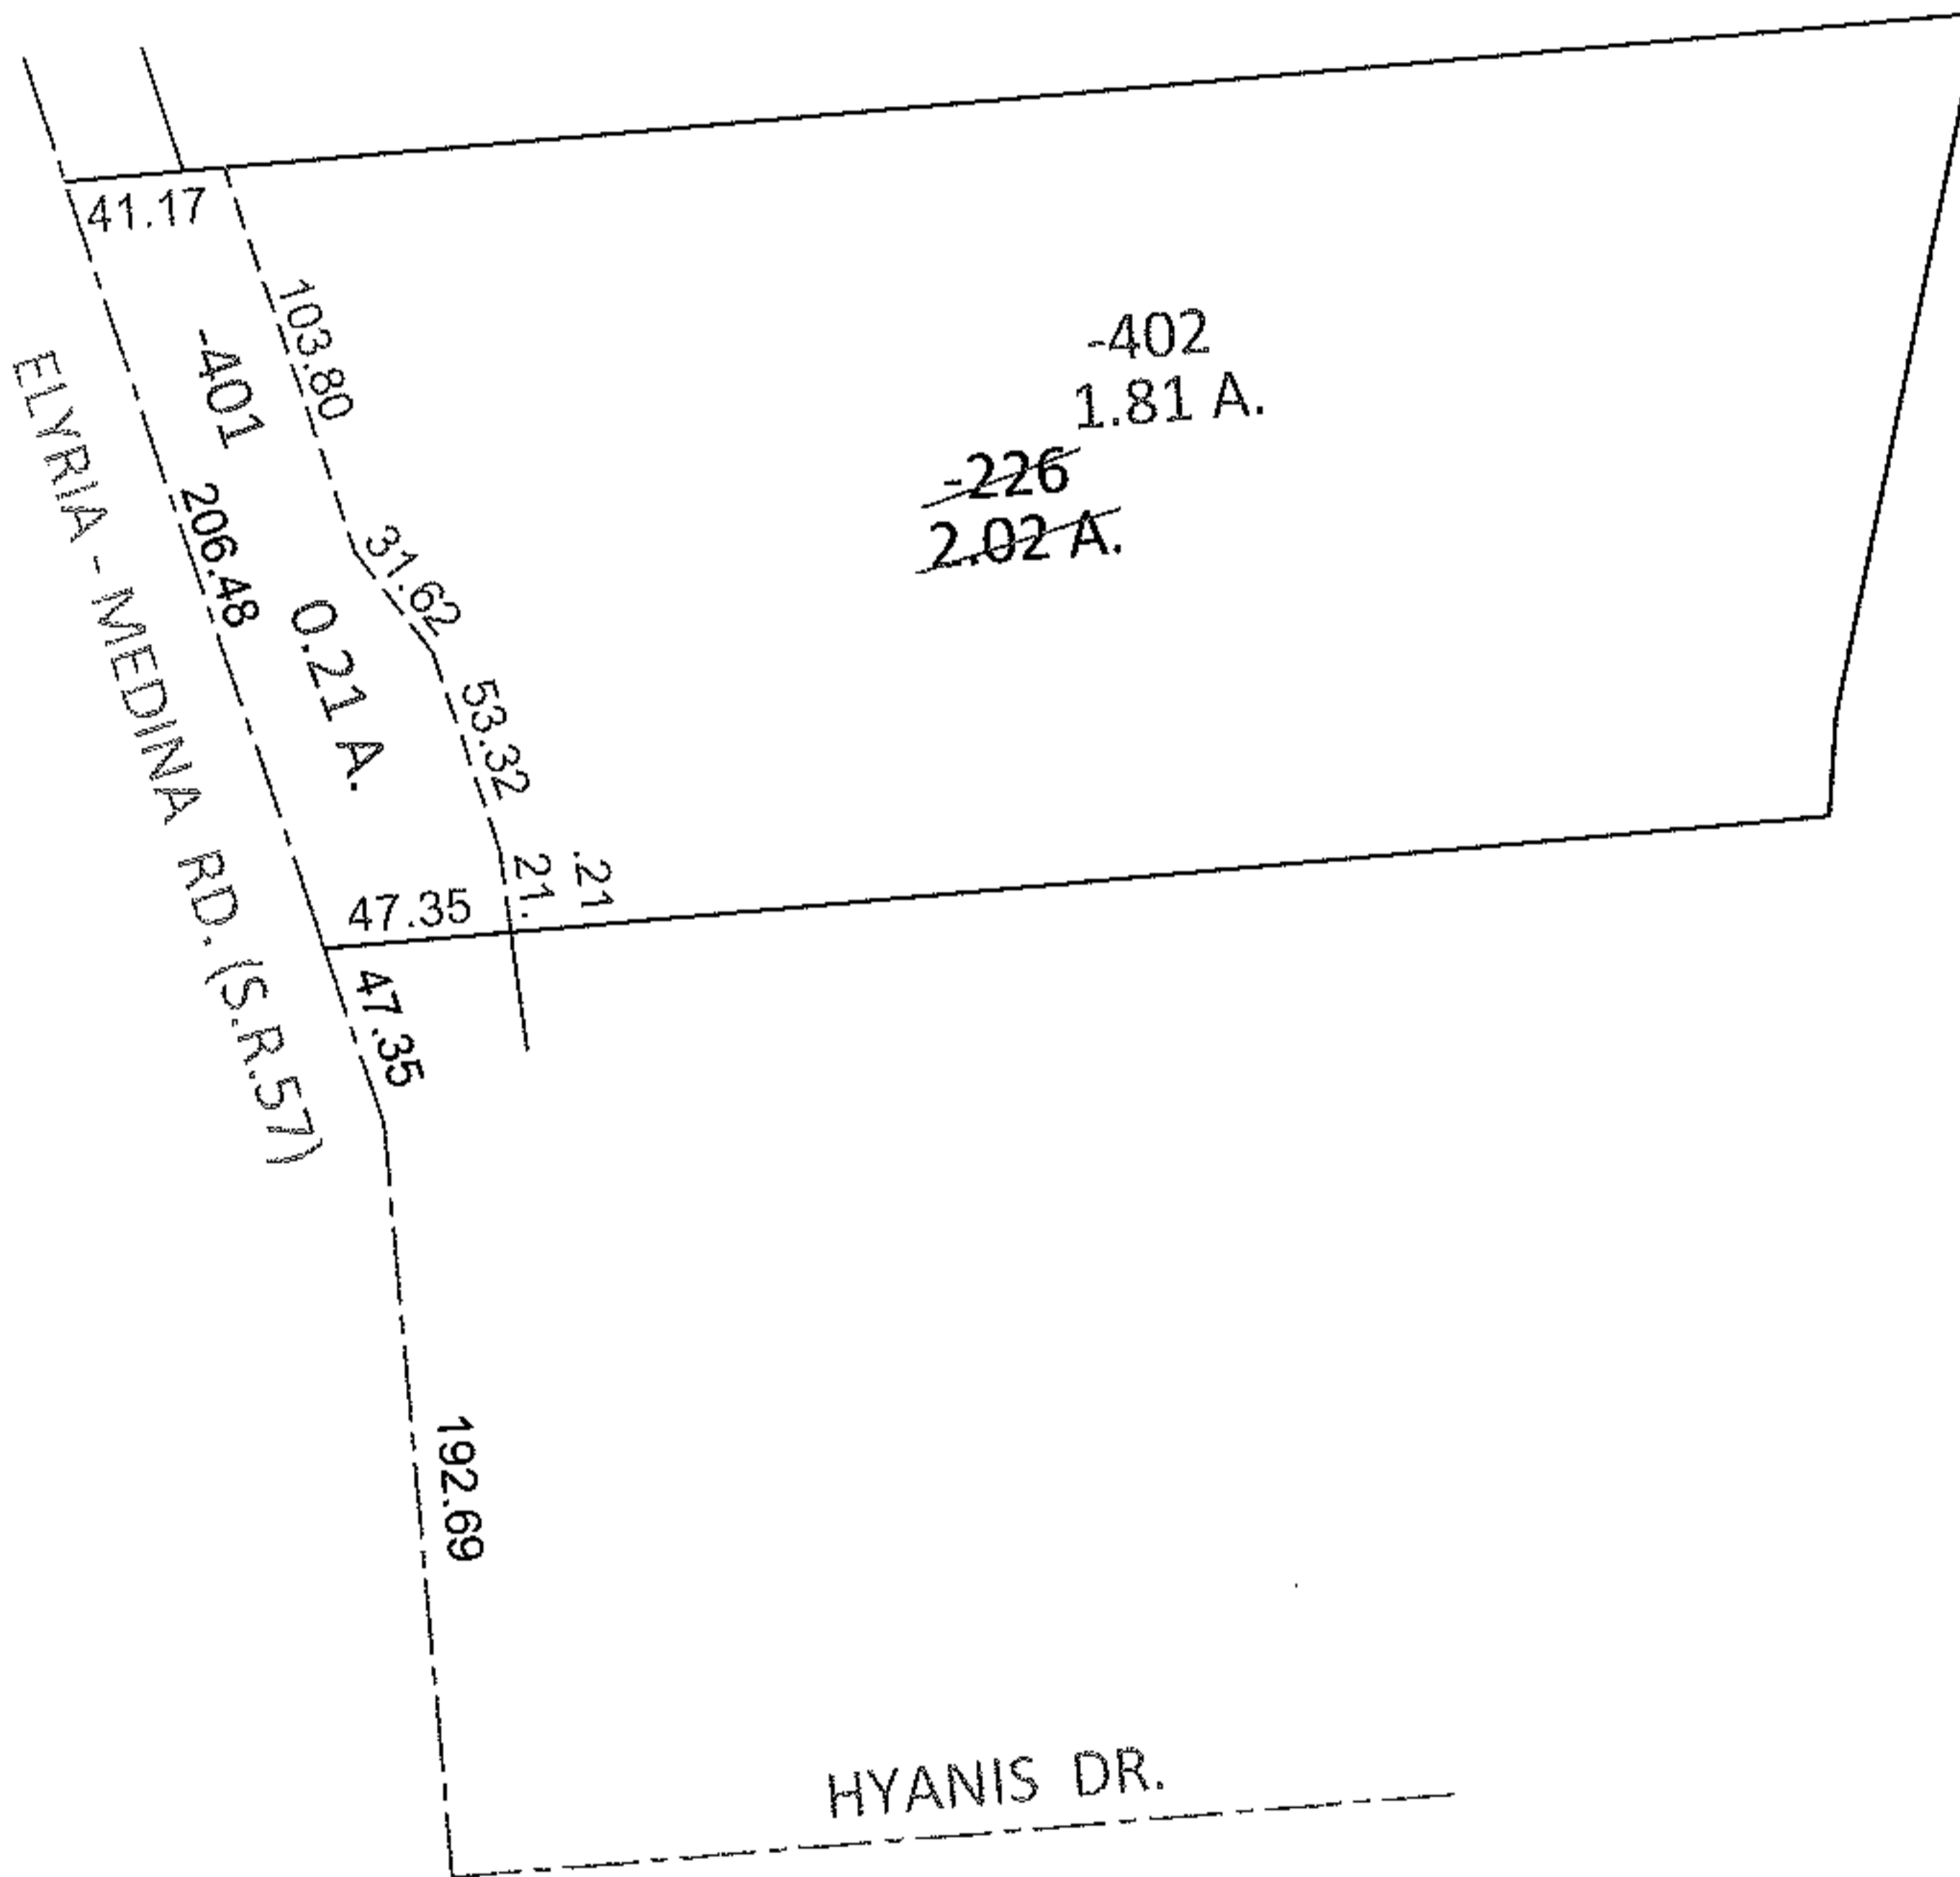 41.17
103.80
-401
0.21 A.
206.48
ELYRIA - MEDINA RD. (S.R.57)
31.62
53.32
21.
.21
-402
1.81 A.
-226
2.02 A.
47.35
47.35
192.69
HYANIS DR.